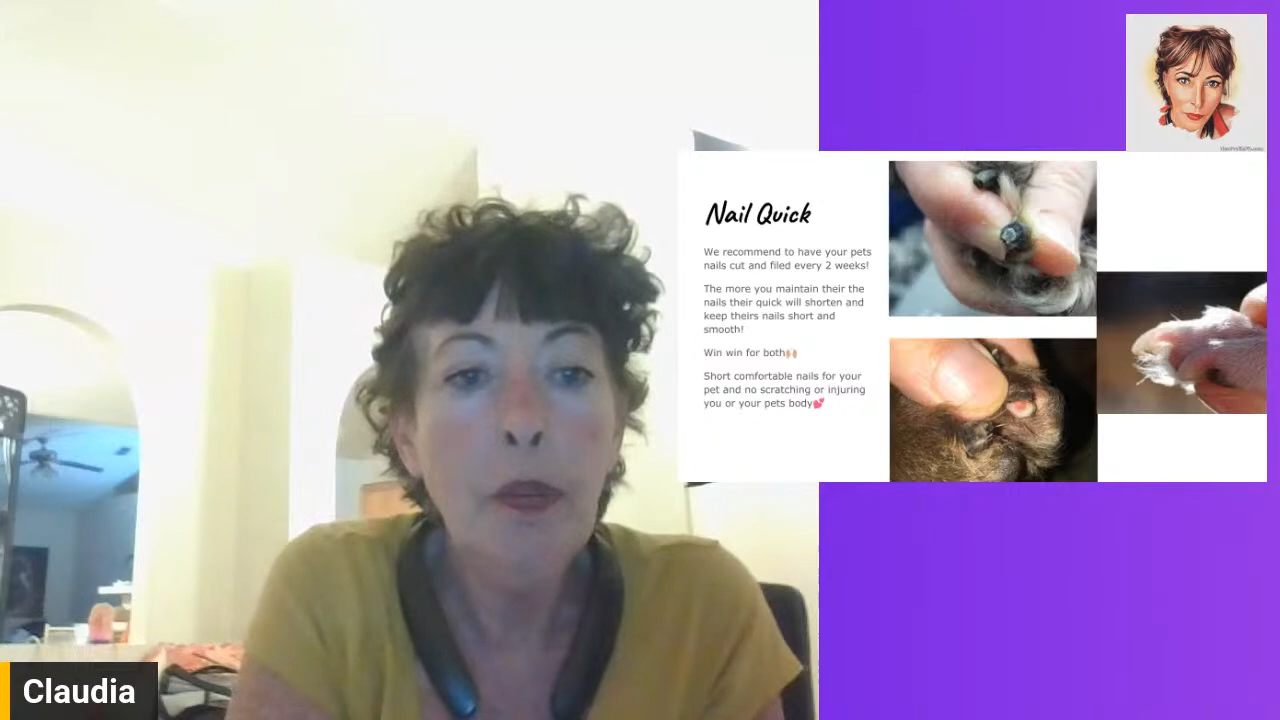 Nail Quick
We recommend to have your pets
nails cut and filed every 2 weeks!
The more you maintain their the
nails their quick will shorten and
keep theirs nails short and
smooth!
Win win for both🙌🏼
Short comfortable nails for your
pet and no scratching or injuring
you or your pets body💕
Claudia